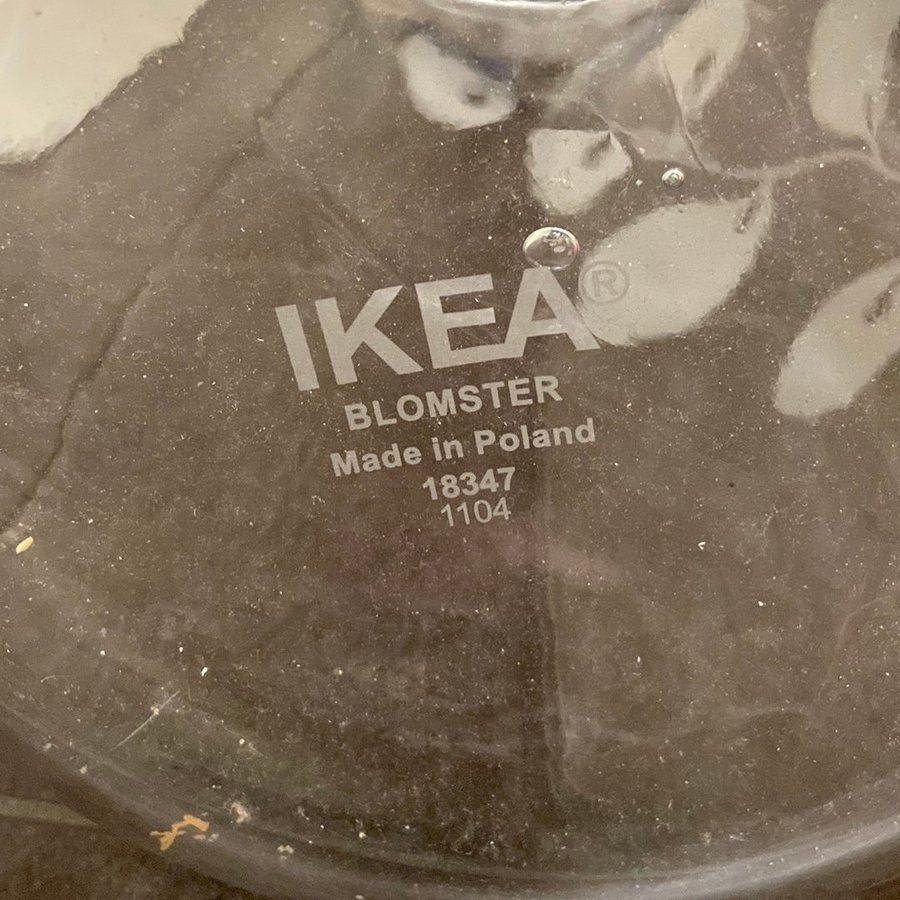 IKEA®
BLOMSTER
Made in Poland
18347
1104